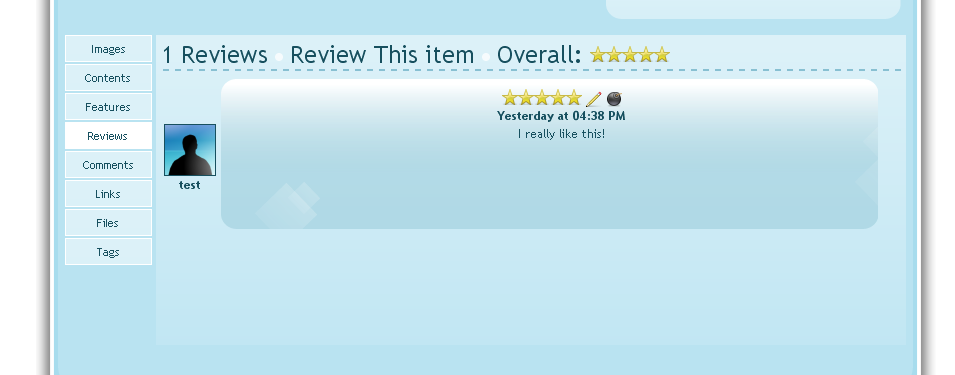 Images
Contents
Features
Reviews
Comments
Links
Files
Tags
1 Reviews Review This item Overall:
Yesterday at 04:38 PM
I really like this!
test